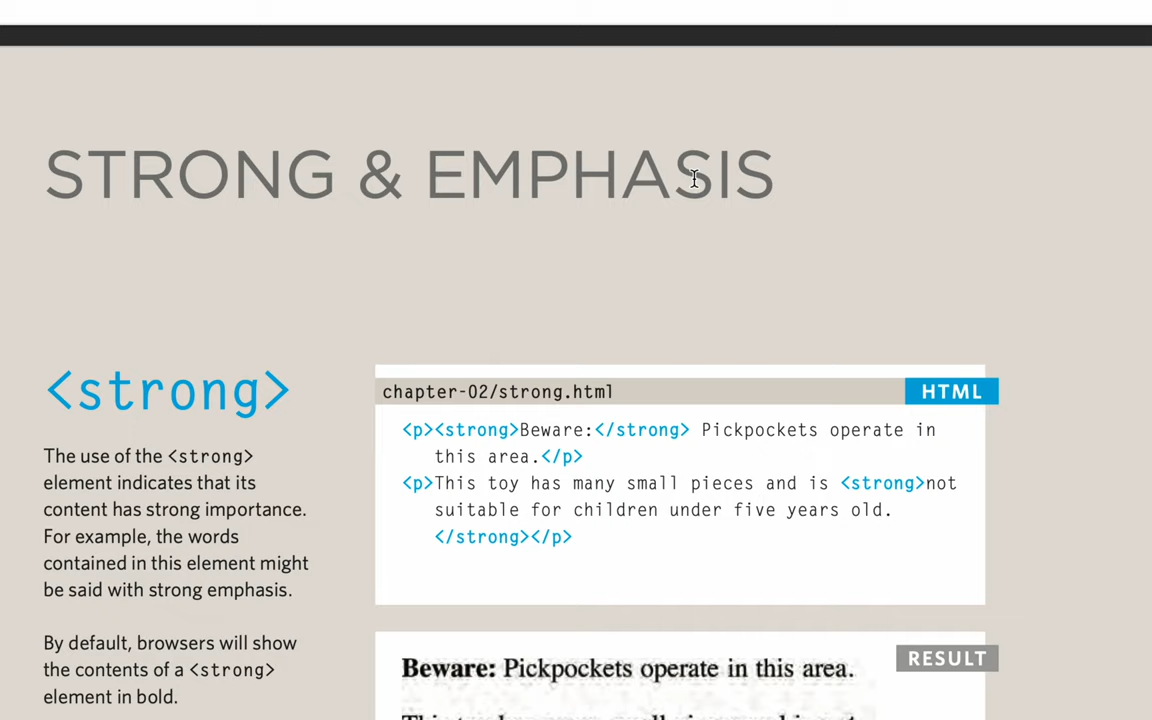 STRONG & EMPHASIS
<strong>
The use of the <strong>
element indicates that its
content has strong importance.
For example, the words
contained in this element might
be said with strong emphasis.
By default, browsers will show
the contents of a <strong>
element in bold.
chapter-02/strong.html
HTML
<p><strong>Beware:</strong> Pickpockets operate in
this area.</p>
<p>This toy has many small pieces and is <strong>not
suitable for children under five years old.
</strong></p>
RESULT
Beware: Pickpockets operate in this area.